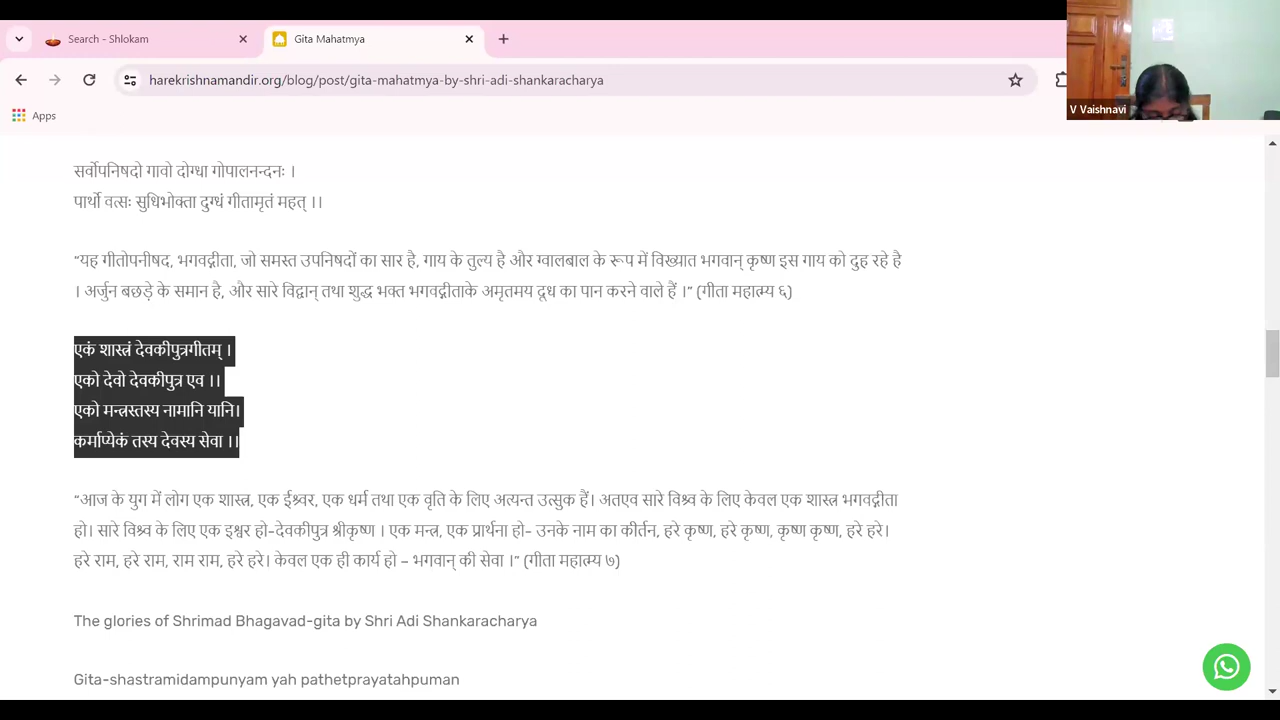 Search - Shlokam
Gita Mahatmya
harekrishnamandir.org/blog/post/gita-mahatmya-by-shri-adi-shankaracharya
Apps
V Vaishnavi
सर्वोपनिषदो गावो दोग्धा गोपालनन्दनः ।
पार्थो वत्सः सुधिभोक्ता दुग्धं गीतामृतं महत् ।।
“यह गीतोपनीषद, भगवद्गीता, जो समस्त उपनिषदों का सार है, गाय के तुल्य है और ग्वालबाल के रूप में विख्यात भगवान् कृष्ण इस गाय को दुह रहे है
। अर्जुन बछड़े के समान है, और सारे विद्वान् तथा शुद्ध भक्त भगवद्गीताके अमृतमय दूध का पान करने वाले हैं ।” (गीता महात्म्य ६)
एकं शास्त्रं देवकीपुत्रगीतम् ।
एको देवो देवकीपुत्र एव ।।
एको मन्त्रस्तस्य नामानि यानि।
कर्माप्येकं तस्य देवस्य सेवा ।।
“आज के युग में लोग एक शास्त्र, एक ईश्र्वर, एक धर्म तथा एक वृति के लिए अत्यन्त उत्सुक हैं। अतएव सारे विश्र्व के लिए केवल एक शास्त्र भगवद्गीता
हो। सारे विश्र्व के लिए एक इश्वर हो-देवकीपुत्र श्रीकृष्ण । एक मन्त्र, एक प्रार्थना हो- उनके नाम का कीर्तन, हरे कृष्ण, हरे कृष्ण, कृष्ण कृष्ण, हरे हरे।
हरे राम, हरे राम, राम राम, हरे हरे। केवल एक ही कार्य हो – भगवान् की सेवा ।” (गीता महात्म्य ७)
The glories of Shrimad Bhagavad-gita by Shri Adi Shankaracharya
Gita-shastramidampunyam yah pathetprayatahpuman